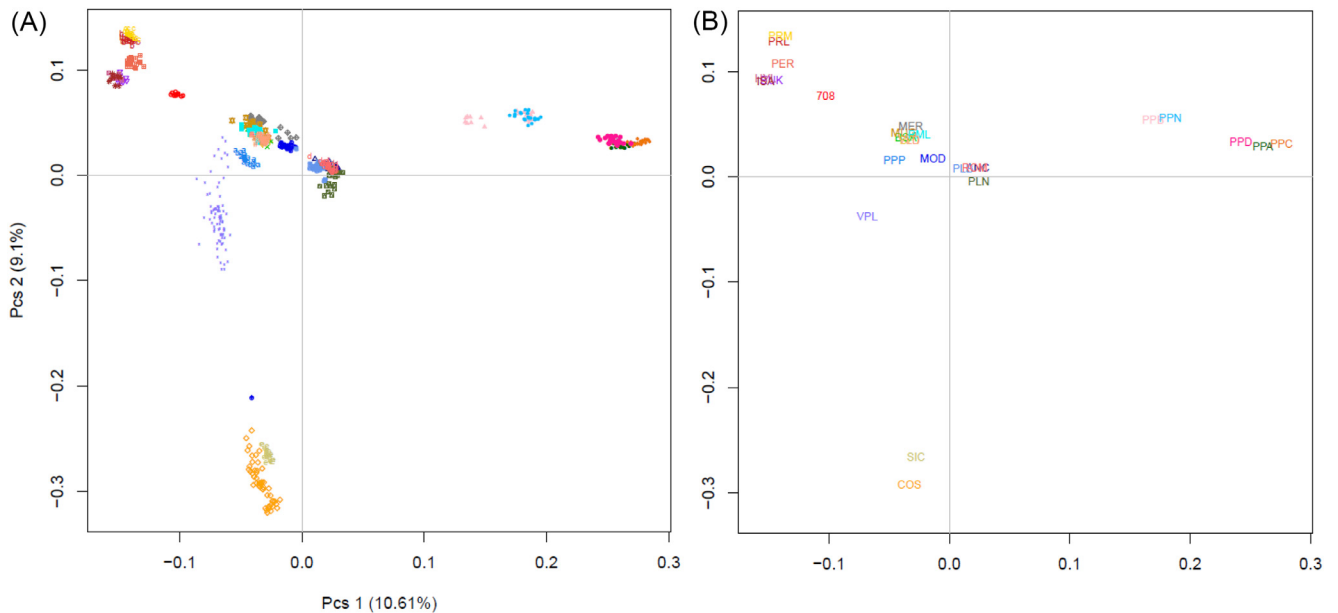 (A)
0.1
0.0
−0.1
−0.2
−0.3
Pcs 2 (9.1%)
−0.1
0.0
0.1
0.2
0.3
Pcs 1 (10.61%)
(B)
0.1
0.0
−0.1
−0.2
−0.3
PRM
PRL
PER
708
MER
PPP
MOD
PLN
VPL
PPN
PPD
PPA
PPC
SIC
COS
−0.1
0.0
0.1
0.2
0.3